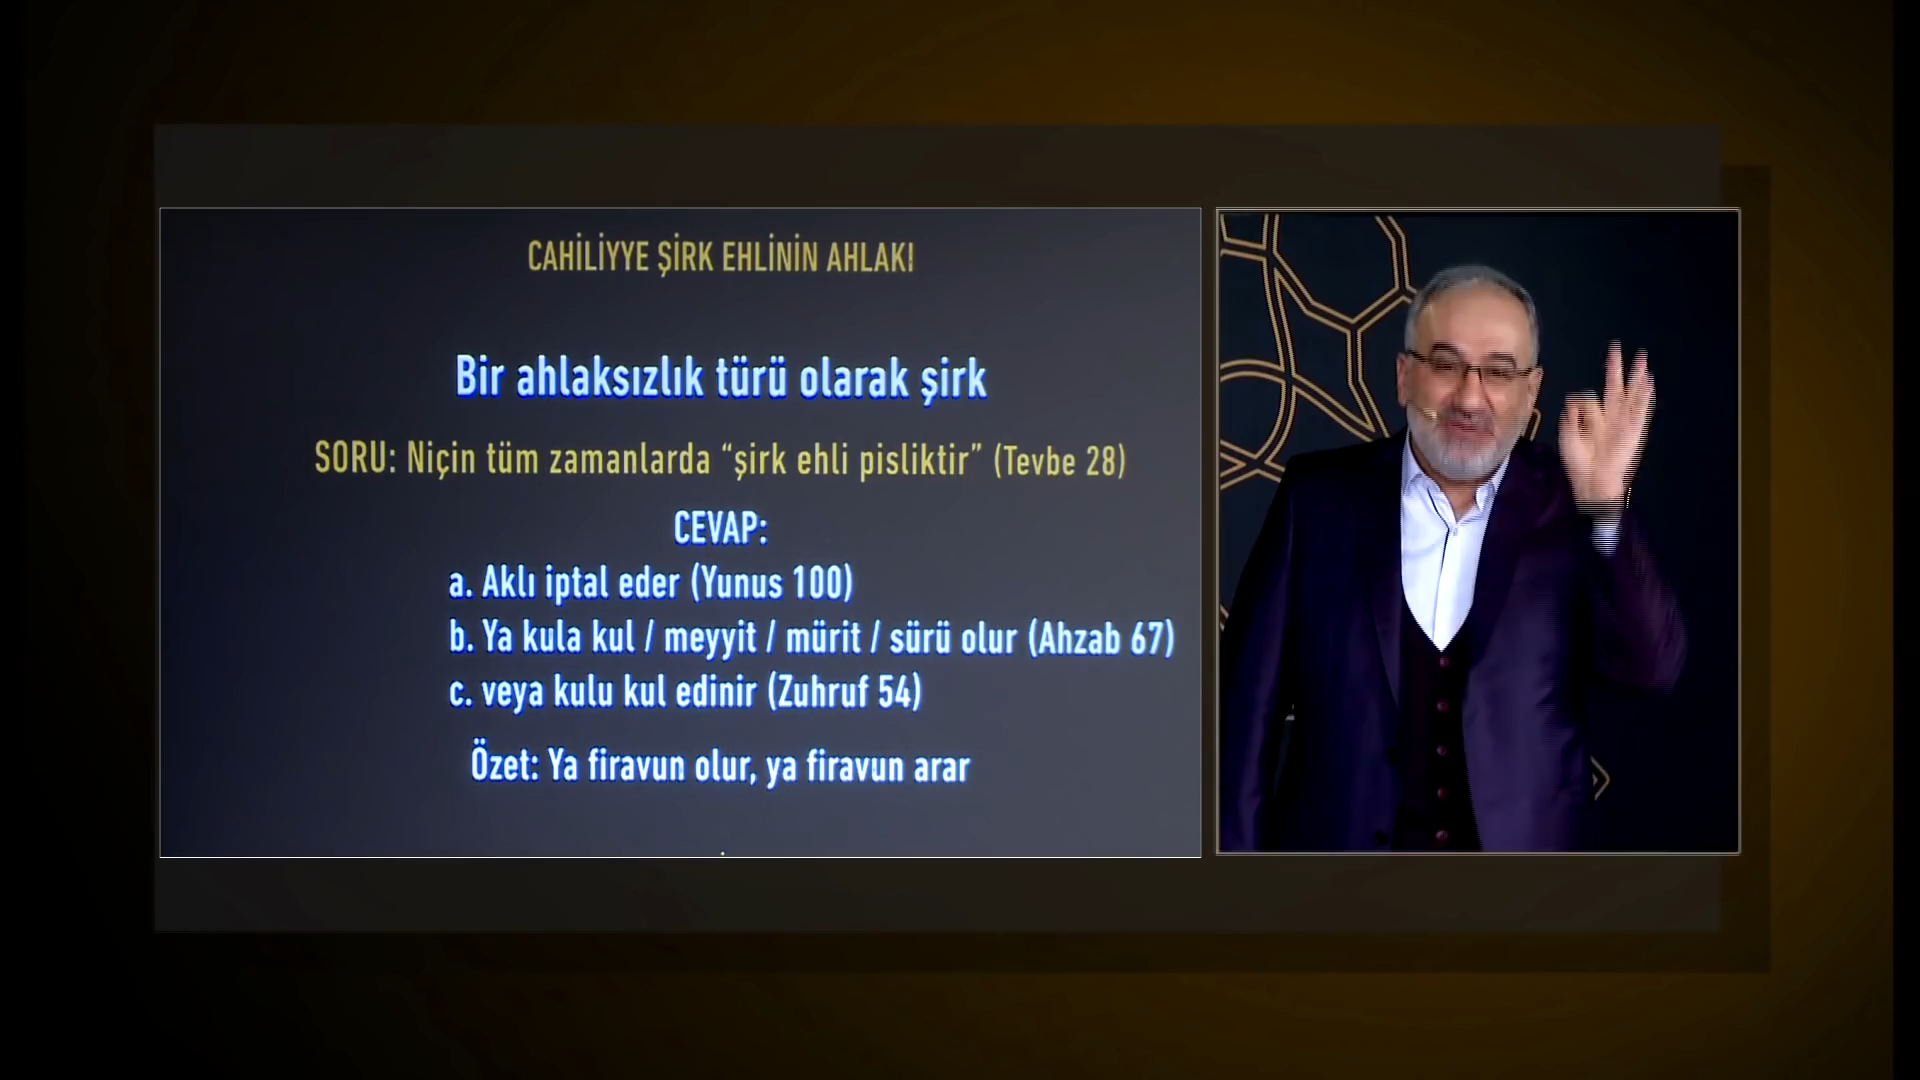 CAHİLİYYE ŞİRK EHLİNİN AHLAKI
Bir ahlaksızlık türü olarak şirk
SORU: Niçin tüm zamanlarda “şirk ehli pisliktir” (Tevbe 28)
CEVAP:
a. Aklı iptal eder (Yunus 100)
b. Ya kula kul / meyyit / mürit / sürü olur (Ahzab 67)
c. veya kulu kul edinir (Zuhruf 54)
Özet: Ya firavun olur, ya firavun arar